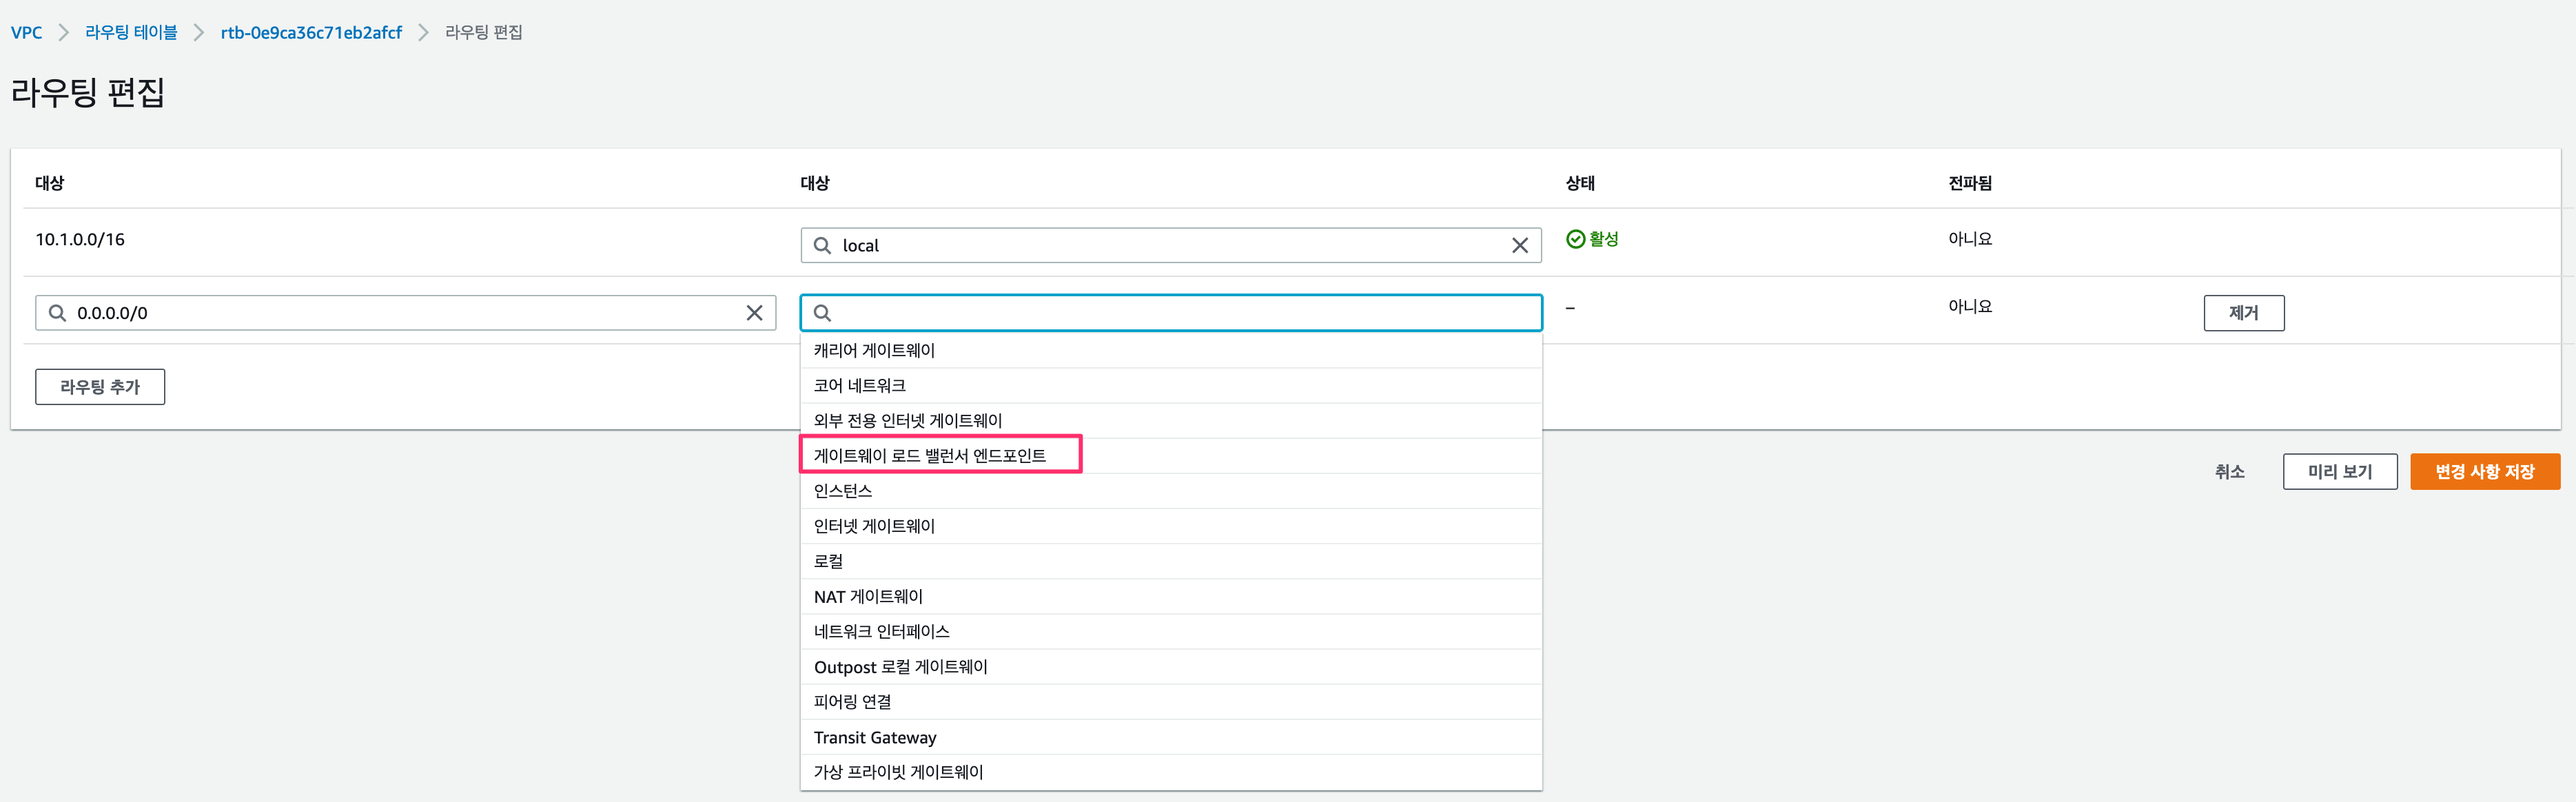 VPC > 라우팅 테이블 > rtb-0e9ca36c71eb2afcf > 라우팅 편집
라우팅 편집
대상 대상 상태 전파됨
10.1.0.0/16 local 활성 아니요
0.0.0.0/0 – 아니요 제거
캐리어 게이트웨이
라우팅 추가
코어 네트워크
외부 전용 인터넷 게이트웨이
게이트웨이 로드 밸런서 엔드포인트
취소 미리 보기 변경 사항 저장
인스턴스
인터넷 게이트웨이
로컬
NAT 게이트웨이
네트워크 인터페이스
Outpost 로컬 게이트웨이
피어링 연결
Transit Gateway
가상 프라이빗 게이트웨이